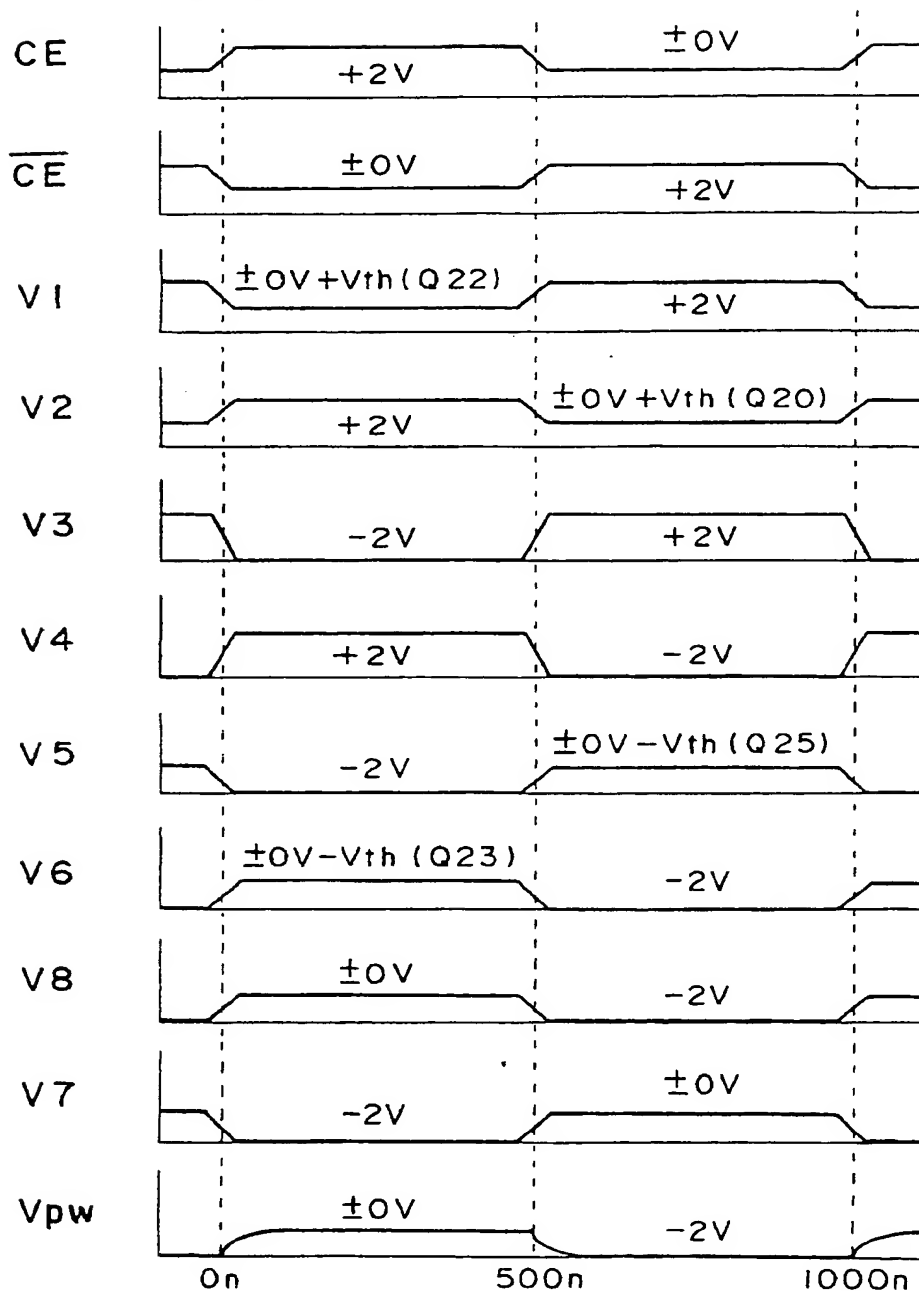 CE +2V ±0V
C̅E̅ ±0V +2V
V1 ±0V+Vth(Q22) +2V
V2 +2V ±0V+Vth(Q20)
V3 -2V +2V
V4 +2V -2V
V5 -2V ±0V-Vth(Q25)
V6 ±0V-Vth(Q23) -2V
V8 ±0V -2V
V7 -2V ±0V
Vpw ±0V -2V
0n 500n 1000n